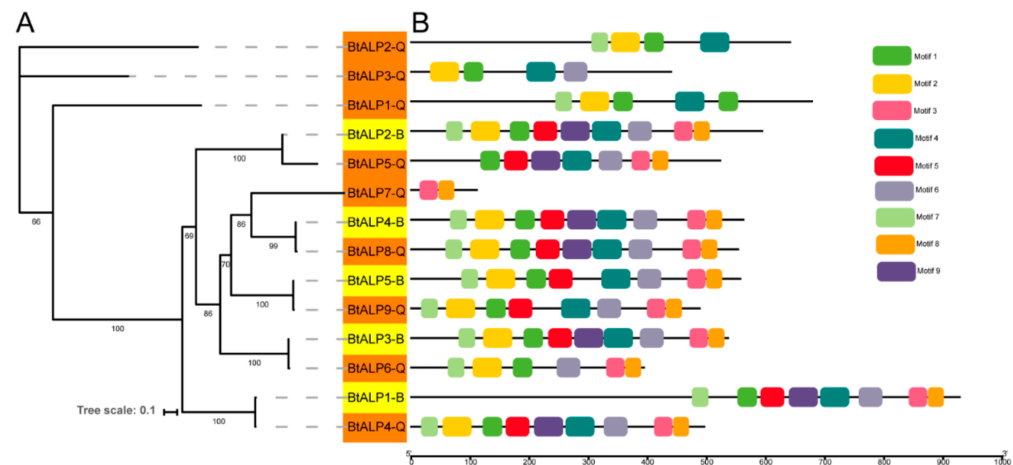 A
B
BtALP2-Q
BtALP3-Q
BtALP1-Q
BtALP2-B
BtALP5-Q
BtALP7-Q
BtALP4-B
BtALP8-Q
BtALP5-B
BtALP9-Q
BtALP3-B
BtALP6-Q
BtALP1-B
BtALP4-Q
100
66
86
69
99
70
100
86
100
100
100
Tree scale: 0.1
Motif 1
Motif 2
Motif 3
Motif 4
Motif 5
Motif 6
Motif 7
Motif 8
Motif 9
5'
3'
0 100 200 300 400 500 600 700 800 900 1000